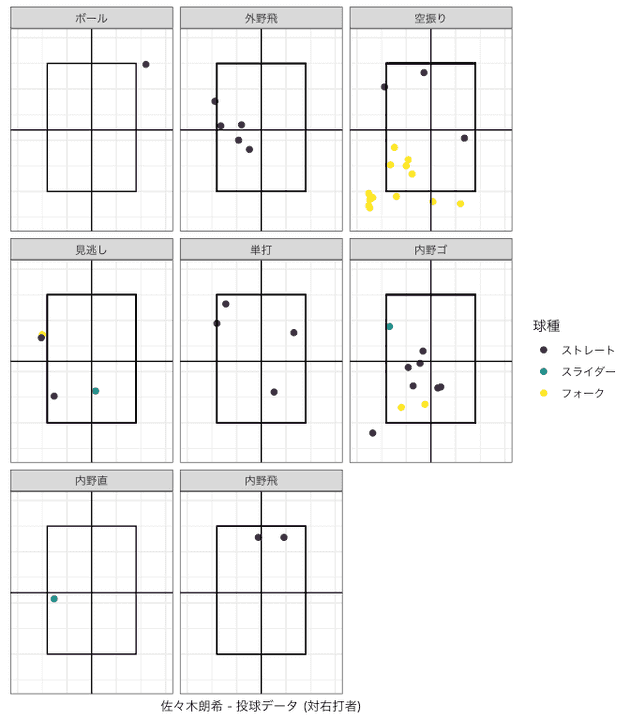 ボール
外野飛
空振り
見逃し
単打
内野ゴ
内野直
内野飛
球種
ストレート
スライダー
フォーク
佐々木朗希 - 投球データ (対右打者)